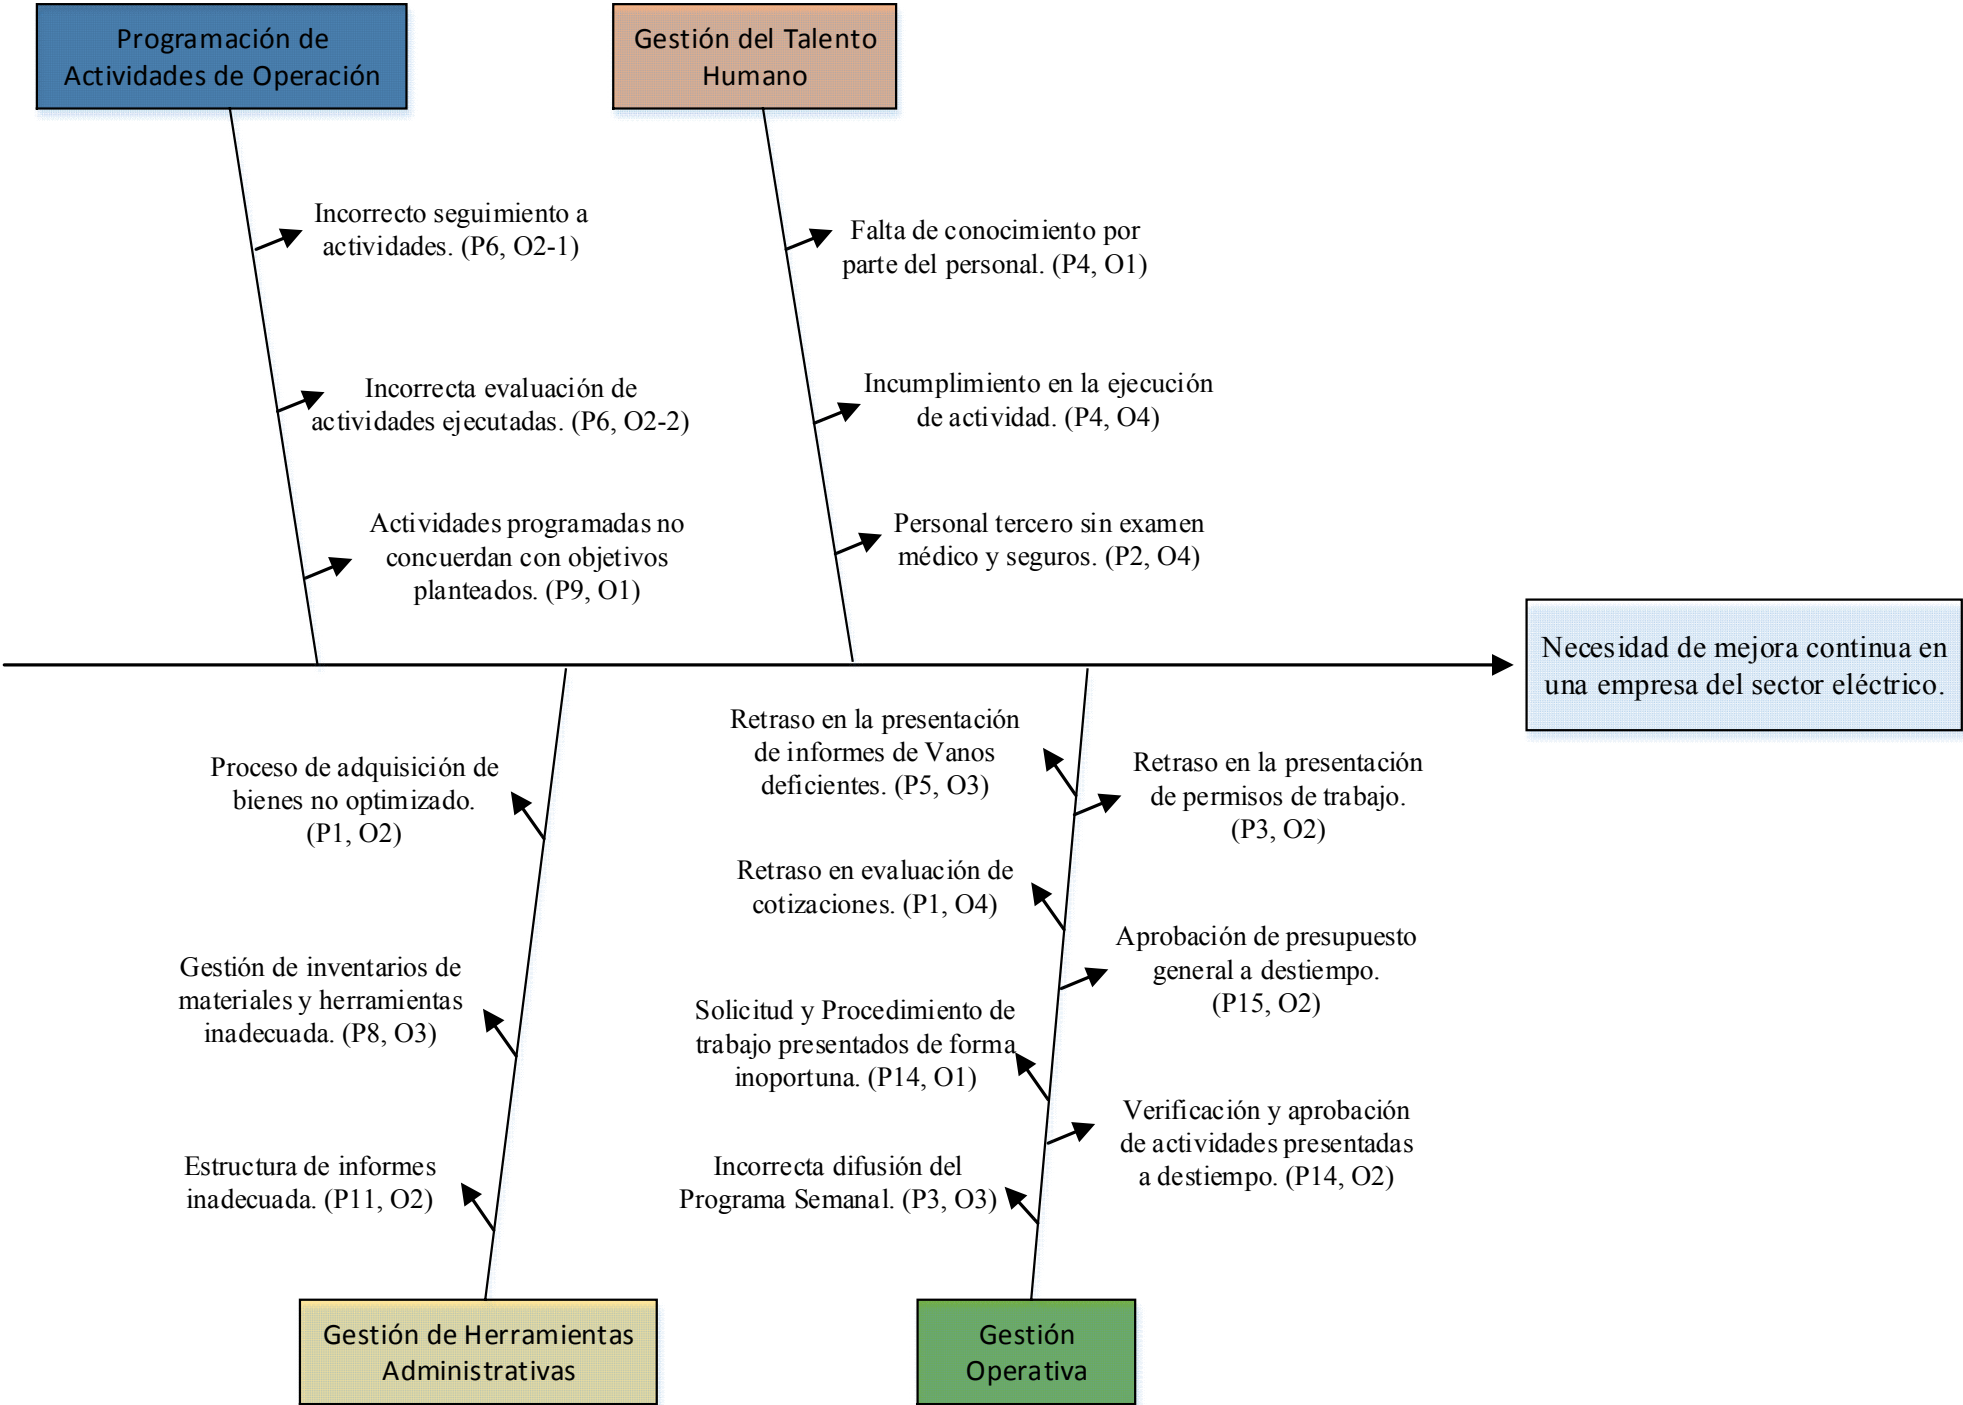 Programación de
Actividades de Operación
Gestión del Talento
Humano
Incorrecto seguimiento a
actividades. (P6, O2-1)
Incorrecta evaluación de
actividades ejecutadas. (P6, O2-2)
Actividades programadas no
concuerdan con objetivos
planteados. (P9, O1)
Falta de conocimiento por
parte del personal. (P4, O1)
Incumplimiento en la ejecución
de actividad. (P4, O4)
Personal tercero sin examen
médico y seguros. (P2, O4)
Necesidad de mejora continua en
una empresa del sector eléctrico.
Proceso de adquisición de
bienes no optimizado.
(P1, O2)
Gestión de inventarios de
materiales y herramientas
inadecuada. (P8, O3)
Estructura de informes
inadecuada. (P11, O2)
Retraso en la presentación
de informes de Vanos
deficientes. (P5, O3)
Retraso en evaluación de
cotizaciones. (P1, O4)
Solicitud y Procedimiento de
trabajo presentados de forma
inoportuna. (P14, O1)
Incorrecta difusión del
Programa Semanal. (P3, O3)
Retraso en la presentación
de permisos de trabajo.
(P3, O2)
Aprobación de presupuesto
general a destiempo.
(P15, O2)
Verificación y aprobación
de actividades presentadas
a destiempo. (P14, O2)
Gestión de Herramientas
Administrativas
Gestión
Operativa